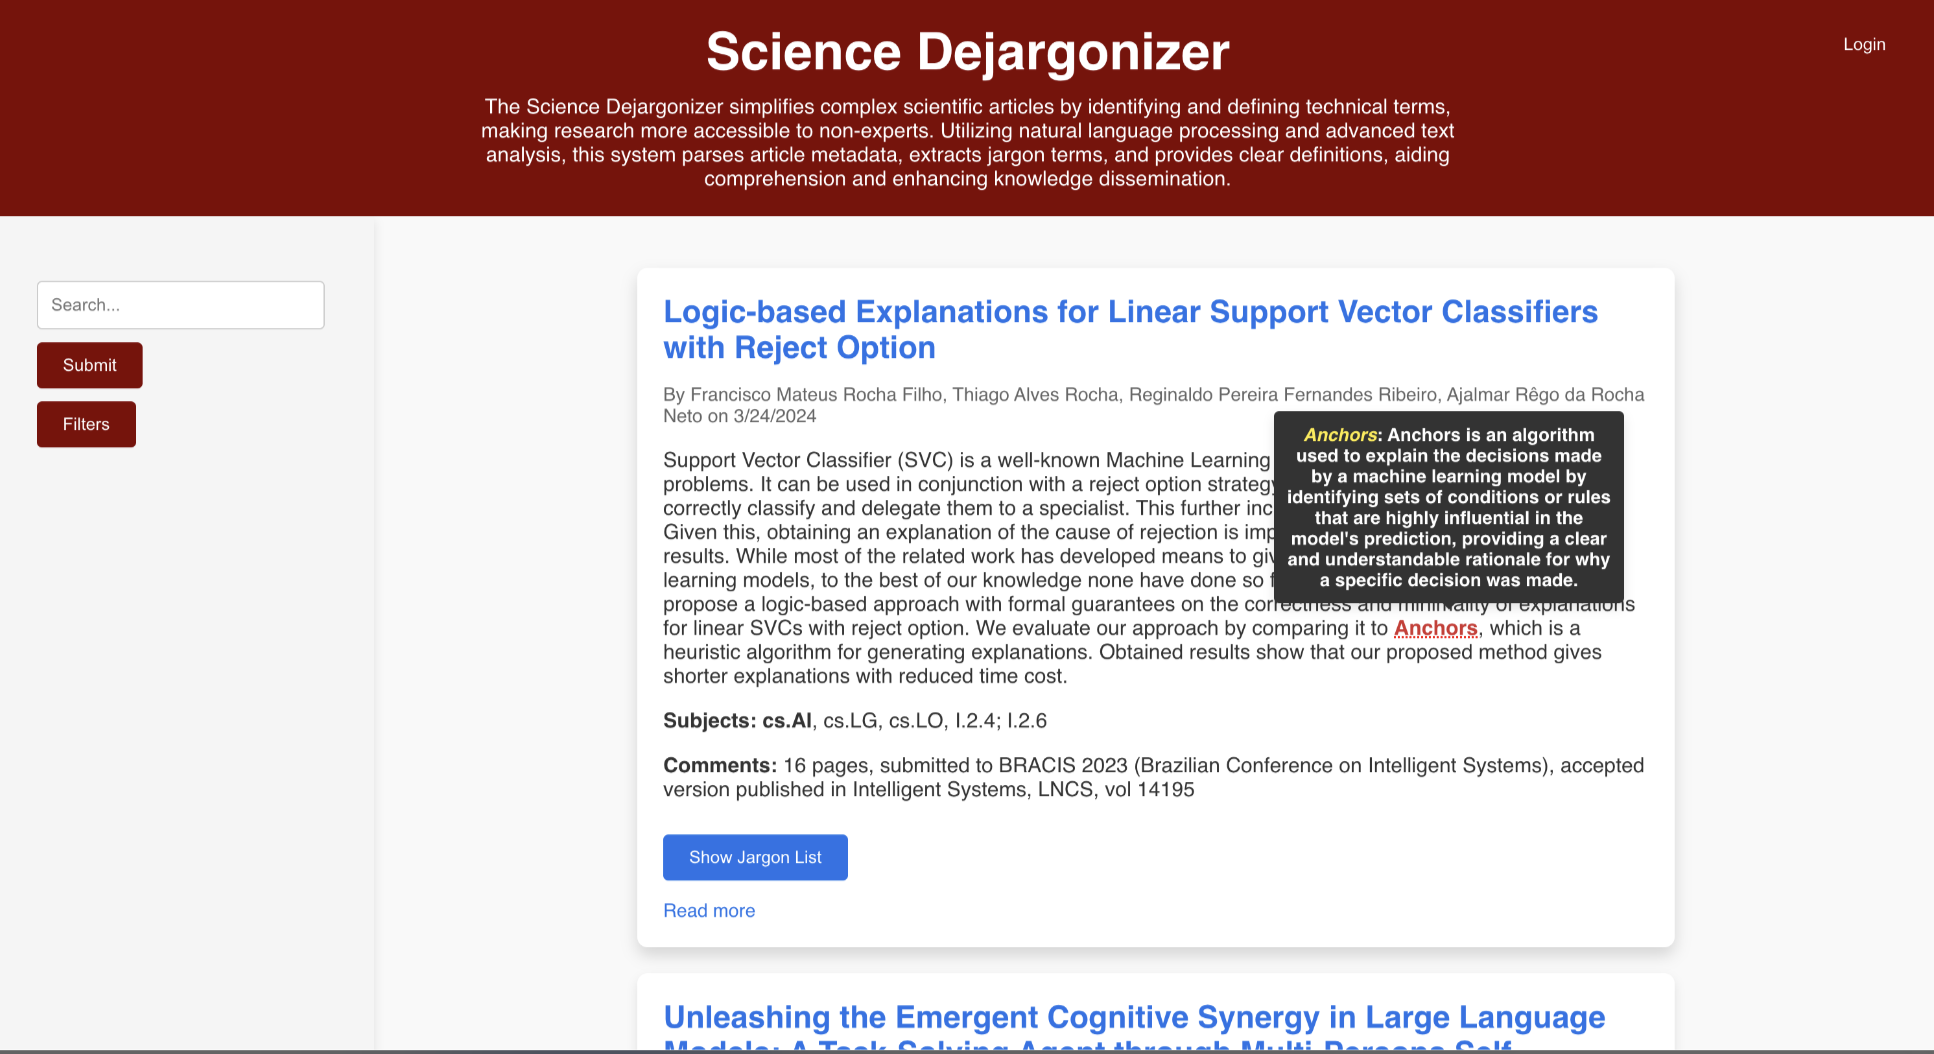 Science Dejargonizer
Login
The Science Dejargonizer simplifies complex scientific articles by identifying and defining technical terms,
making research more accessible to non-experts. Utilizing natural language processing and advanced text
analysis, this system parses article metadata, extracts jargon terms, and provides clear definitions, aiding
comprehension and enhancing knowledge dissemination.
Search...
Submit
Filters
Logic-based Explanations for Linear Support Vector Classifiers
with Reject Option
By Francisco Mateus Rocha Filho, Thiago Alves Rocha, Reginaldo Pereira Fernandes Ribeiro, Ajalmar Rêgo da Rocha
Neto on 3/24/2024
Support Vector Classifier (SVC) is a well-known Machine Learning
problems. It can be used in conjunction with a reject option strategy
correctly classify and delegate them to a specialist. This further
Given this, obtaining an explanation of the cause of rejection is
results. While most of the related work has developed means to
learning models, to the best of our knowledge none have done so
propose a logic-based approach with formal guarantees on the correctness and minimality of explanations
for linear SVCs with reject option. We evaluate our approach by comparing it to Anchors, which is a
heuristic algorithm for generating explanations. Obtained results show that our proposed method gives
shorter explanations with reduced time cost.
Anchors: Anchors is an algorithm
used to explain the decisions made
by a machine learning model by
identifying sets of conditions or rules
that are highly influential in the
model's prediction, providing a clear
and understandable rationale for why
a specific decision was made.
Subjects: cs.AI, cs.LG, cs.LO, I.2.4; I.2.6
Comments: 16 pages, submitted to BRACIS 2023 (Brazilian Conference on Intelligent Systems), accepted
version published in Intelligent Systems, LNCS, vol 14195
Show Jargon List
Read more
Unleashing the Emergent Cognitive Synergy in Large Language
Models: A Task-Solving Agent through Multi-Persona Self-